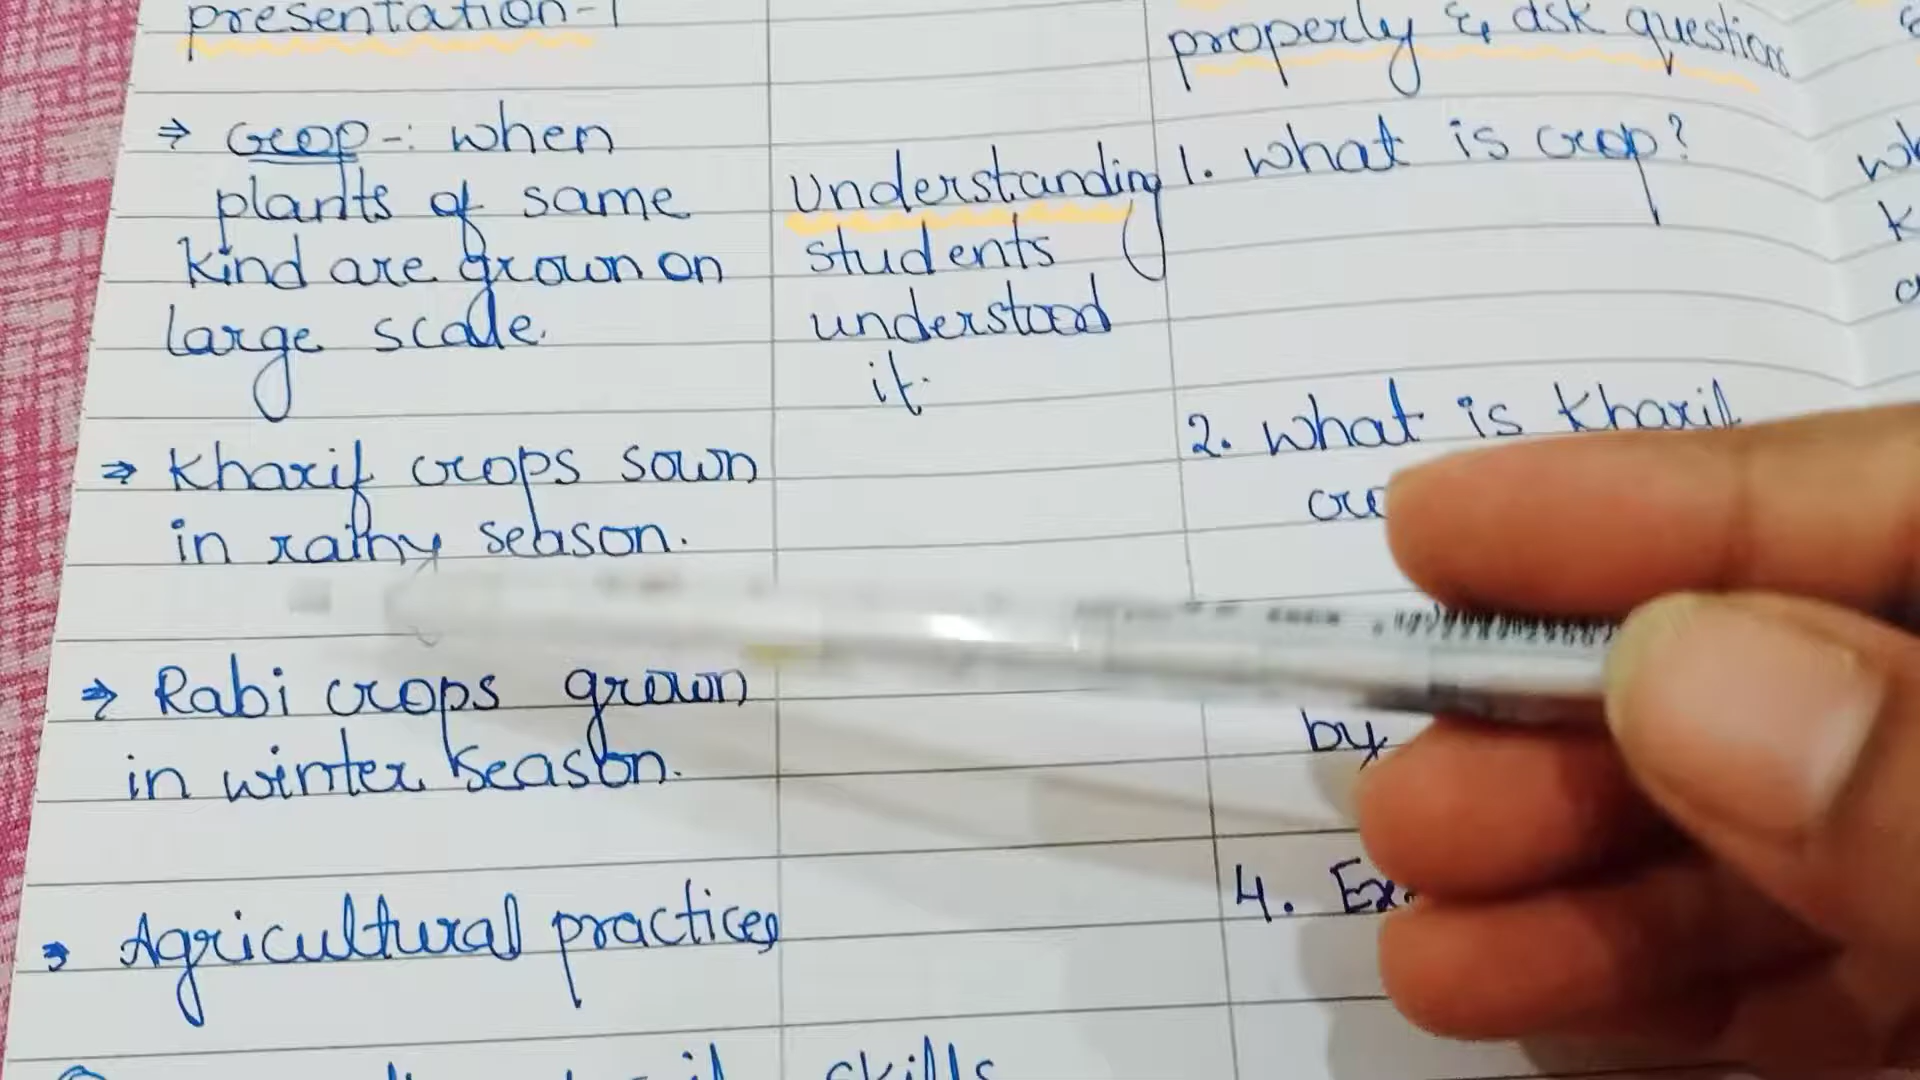 presentation-1
⇒ Crop -: when
plants of same
kind are grown on
large scale.
⇒ Kharif crops sown
in rainy season.
⇒ Rabi crops grown
in winter season.
⇒ Agricultural practices
Understanding
students
understood
it.
skills
properly & ask question
1. What is crop?
2. What is Kharif
by
4. Ex.